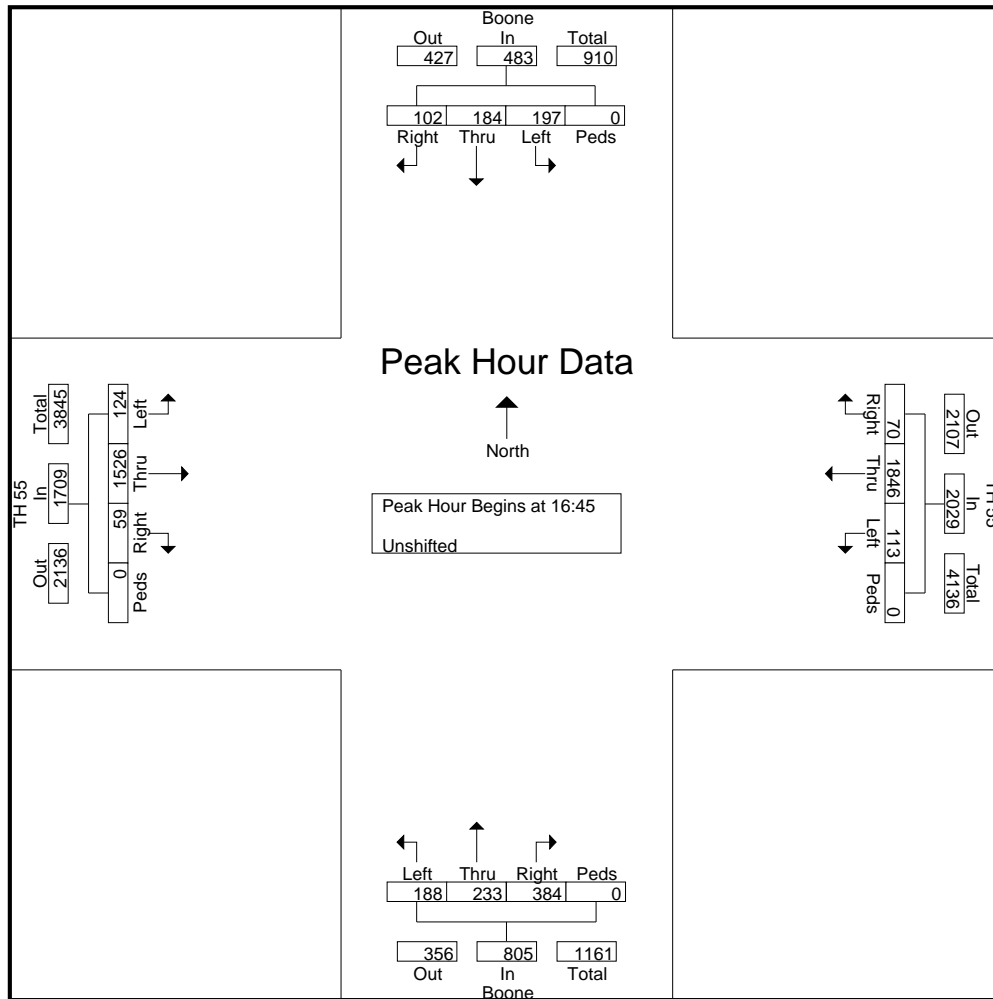 Boone
Out In Total
427 483 910
102 184 197 0
Right Thru Left Peds
Peak Hour Data
North
Peak Hour Begins at 16:45
Unshifted
TH 55
Total In Out
3845 1709 2136
124 1526 59 0
Left Thru Right Peds
TH 55
Out In Total
2107 2029 4136
70 1846 113 0
Right Thru Left Peds
Left Thru Right Peds
188 233 384 0
356 805 1161
Out In Total
Boone